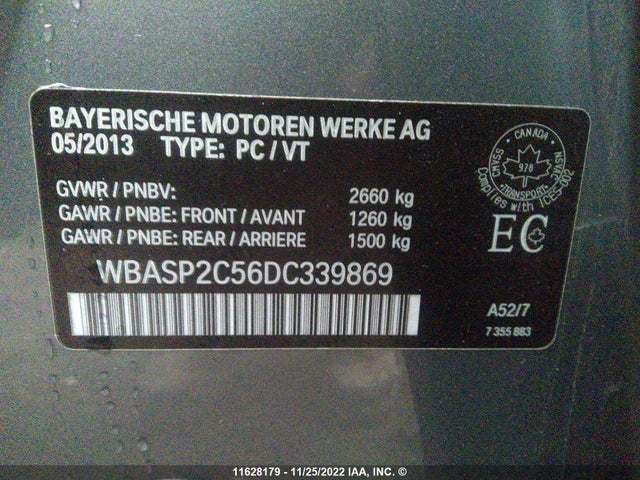 BAYERISCHE MOTOREN WERKE AG
05/2013 TYPE: PC / VT
GVWR / PNBV: 2660 kg
GAWR / PNBE: FRONT / AVANT 1260 kg
GAWR / PNBE: REAR / ARRIERE 1500 kg
WBASP2C56DC339869
CANADA
CMVSS NSVAC
978
TRANSPORT
Complies with ICES-002
EC
A52/7
7 355 883
11628179 - 11/25/2022 IAA, INC. ©